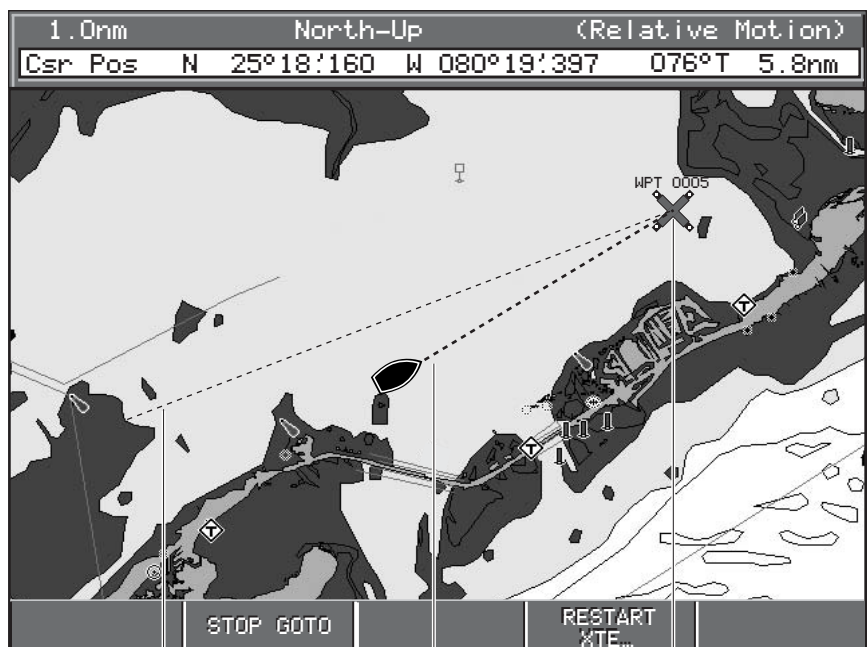 1.0nm North-Up (Relative Motion)
Csr Pos N 25°18!'160 W 080°19!'397 076°T 5.8nm
WPT 0005
T
T
T
STOP GOTO
RESTART
XTE...